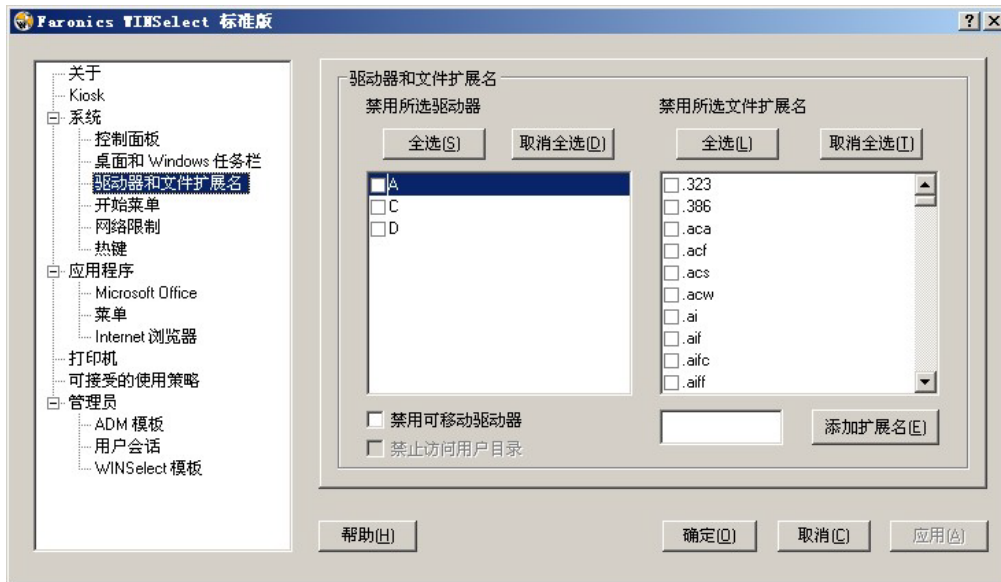 Faronics WINSelect 标准版
关于
Kiosk
系统
控制面板
桌面和 Windows 任务栏
驱动器和文件扩展名
开始菜单
网络限制
热键
应用程序
Microsoft Office
菜单
Internet 浏览器
打印机
可接受的使用策略
管理员
ADM 模板
用户会话
WINSelect 模板
驱动器和文件扩展名
禁用所选驱动器
全选(S)
取消全选(D)
A
C
D
禁用可移动驱动器
禁止访问用户目录
禁用所选文件扩展名
全选(L)
取消全选(T)
.323
.386
.aca
.acf
.acs
.acw
.ai
.aif
.aifc
.aiff
添加扩展名(E)
帮助(H)
确定(O)
取消(C)
应用(A)